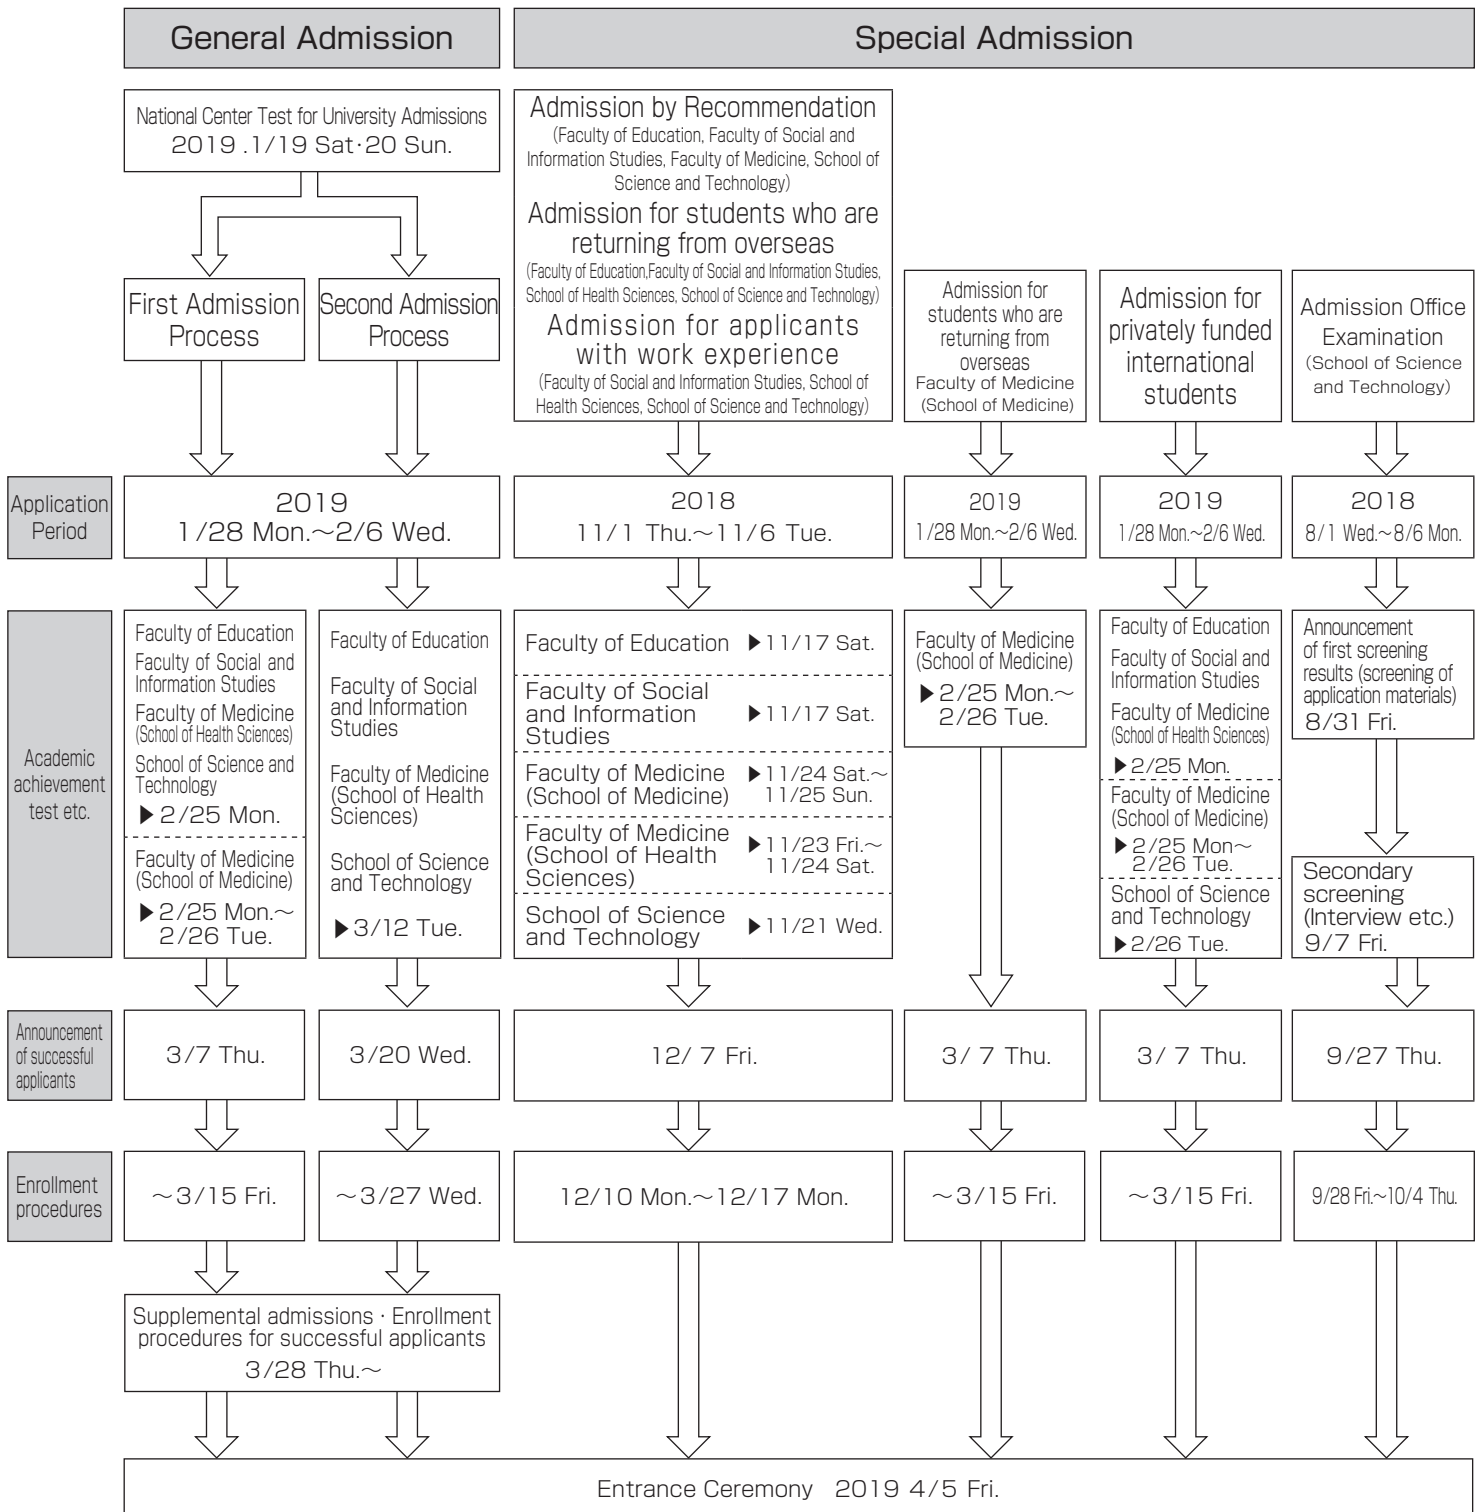 General Admission
Special Admission
National Center Test for University Admissions
2019 .1/19 Sat·20 Sun.
First Admission
Process
Second Admission
Process
Admission by Recommendation
(Faculty of Education, Faculty of Social and
Information Studies, Faculty of Medicine, School of
Science and Technology)
Admission for students who are
returning from overseas
(Faculty of Education,Faculty of Social and Information Studies,
School of Health Sciences, School of Science and Technology)
Admission for applicants
with work experience
(Faculty of Social and Information Studies, School of
Health Sciences, School of Science and Technology)
Admission for
students who are
returning from
overseas
Faculty of Medicine
(School of Medicine)
Admission for
privately funded
international
students
Admission Office
Examination
(School of Science
and Technology)
Application
Period
2019
1/28 Mon.～2/6 Wed.
2018
11/1 Thu.～11/6 Tue.
2019
1/28 Mon.～2/6 Wed.
2019
1/28 Mon.～2/6 Wed.
2018
8/1 Wed.～8/6 Mon.
Academic
achievement
test etc.
Faculty of Education
Faculty of Social and
Information Studies
Faculty of Medicine
(School of Health Sciences)
School of Science and
Technology
▶2/25 Mon.
Faculty of Medicine
(School of Medicine)
▶2/25 Mon.～
2/26 Tue.
Faculty of Education
Faculty of Social
and Information
Studies
Faculty of Medicine
(School of Health
Sciences)
School of Science
and Technology
▶3/12 Tue.
Faculty of Education ▶11/17 Sat.
Faculty of Social
and Information
Studies
▶11/17 Sat.
Faculty of Medicine
(School of Medicine)
▶11/24 Sat.～
11/25 Sun.
Faculty of Medicine
(School of Health
Sciences)
▶11/23 Fri.～
11/24 Sat.
School of Science
and Technology
▶11/21 Wed.
Faculty of Medicine
(School of Medicine)
▶2/25 Mon.～
2/26 Tue.
Faculty of Education
Faculty of Social and
Information Studies
Faculty of Medicine
(School of Health Sciences)
▶2/25 Mon.
Faculty of Medicine
(School of Medicine)
▶2/25 Mon～
2/26 Tue.
School of Science
and Technology
▶2/26 Tue.
Announcement
of first screening
results (screening of
application materials)
8/31 Fri.
Secondary
screening
(Interview etc.)
9/7 Fri.
Announcement
of successful
applicants
3/7 Thu.
3/20 Wed.
12/ 7 Fri.
3/ 7 Thu.
3/ 7 Thu.
9/27 Thu.
Enrollment
procedures
～3/15 Fri.
～3/27 Wed.
12/10 Mon.～12/17 Mon.
～3/15 Fri.
～3/15 Fri.
9/28 Fri.～10/4 Thu.
Supplemental admissions · Enrollment
procedures for successful applicants
3/28 Thu.～
Entrance Ceremony 2019 4/5 Fri.